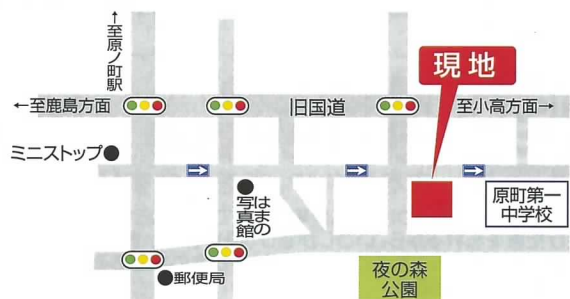 ↑至原ノ町駅
現地
←至鹿島方面
旧国道
至小高方面→
ミニストップ
はまの
写真館
原町第一
中学校
郵便局
夜の森
公園